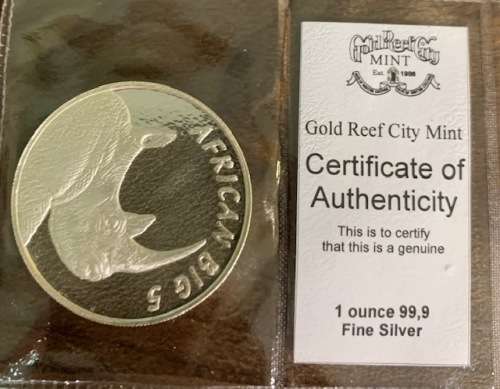 AFRICAN BIG 5
Gold Reef City
MINT
Est. 1986
Gold Reef City Mint
Certificate of
Authenticity
This is to certify
that this is a genuine
1 ounce 99,9
Fine Silver